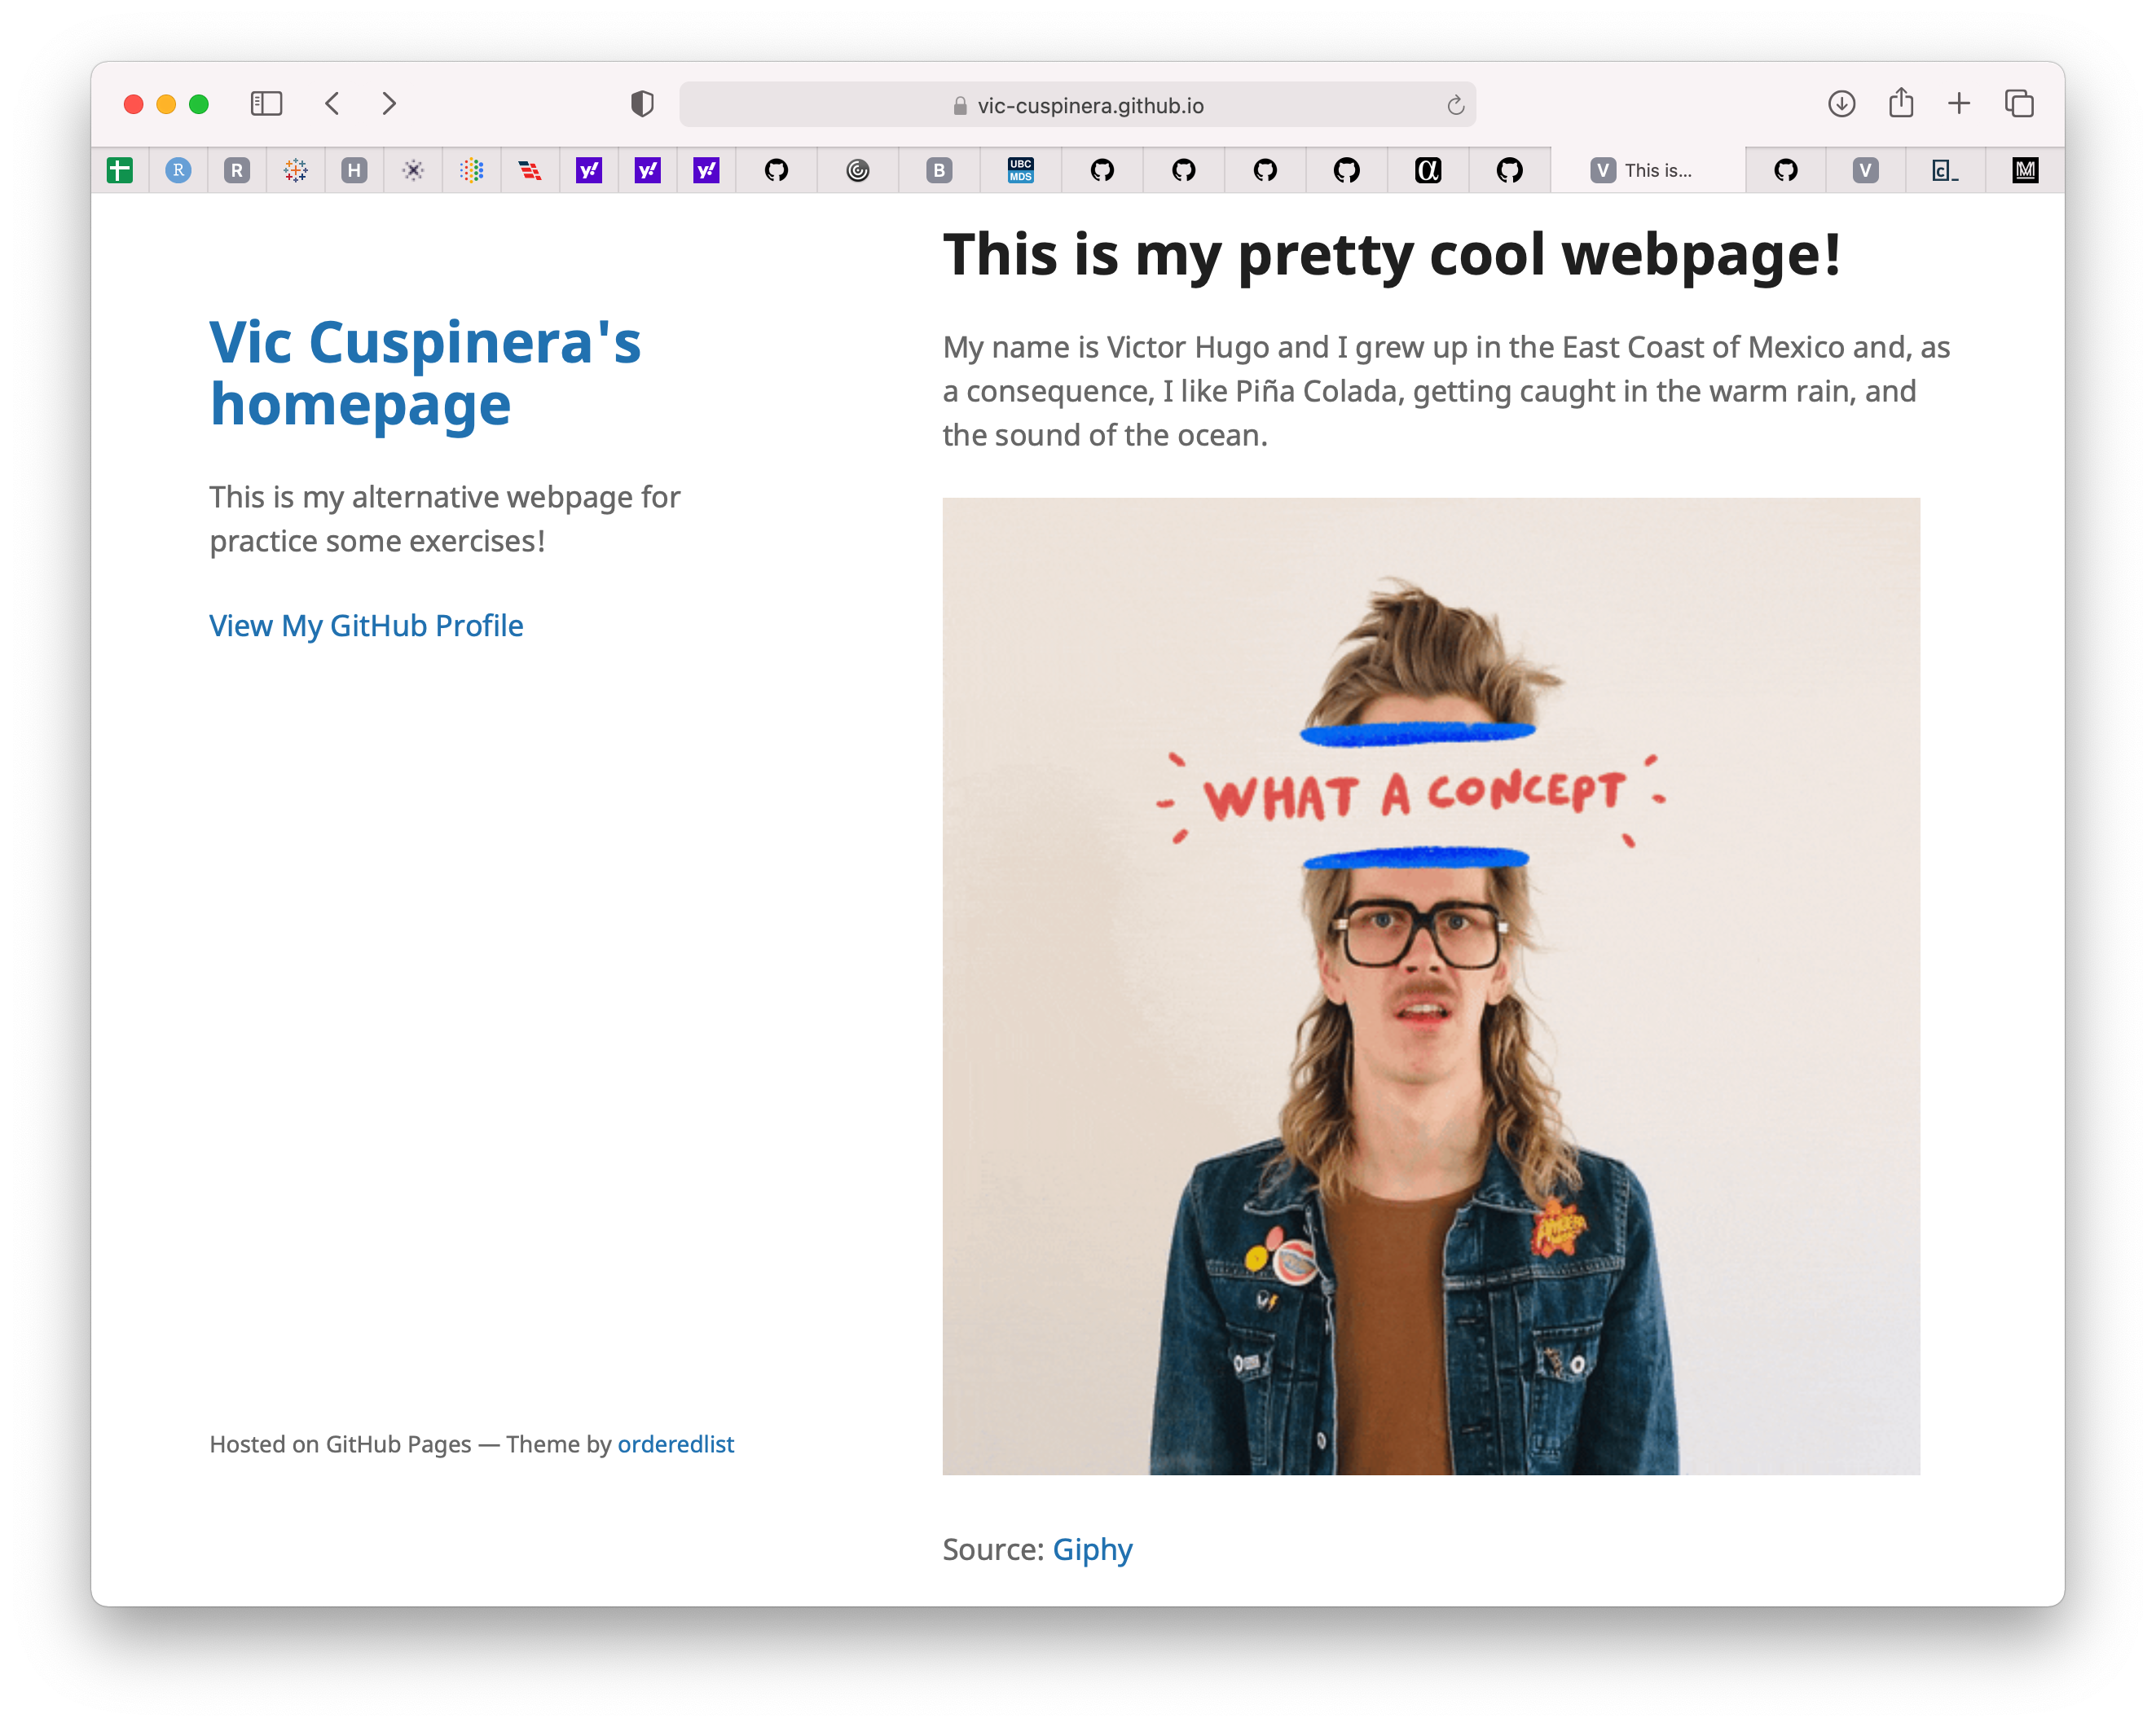 vic-cuspinera.github.io
R
R
H
y!
y!
y!
B
UBC
MDS
α
V This is...
V
c_
M
This is my pretty cool webpage!
Vic Cuspinera's
homepage
My name is Victor Hugo and I grew up in the East Coast of Mexico and, as
a consequence, I like Piña Colada, getting caught in the warm rain, and
the sound of the ocean.
This is my alternative webpage for
practice some exercises!
View My GitHub Profile
WHAT A CONCEPT
Hosted on GitHub Pages — Theme by orderedlist
Source: Giphy